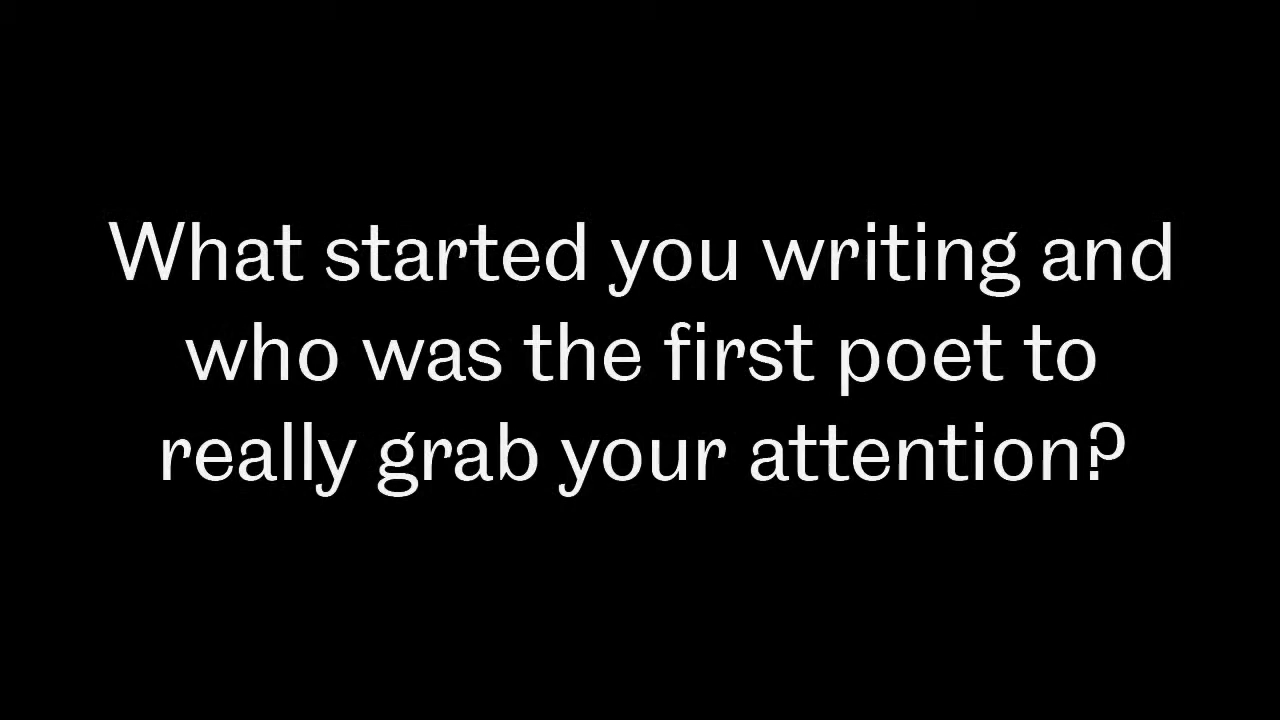 What started you writing and
who was the first poet to
really grab your attention?